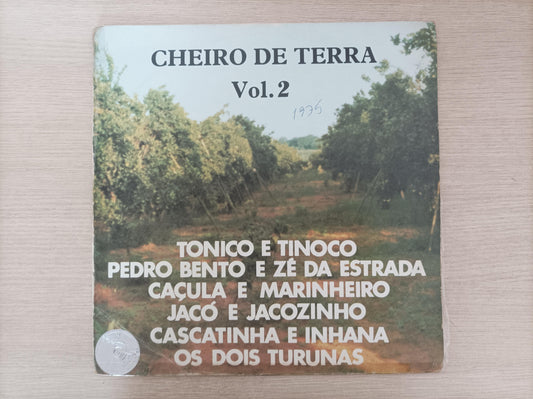 CHEIRO DE TERRA
Vol. 2
1975
TONICO E TINOCO
PEDRO BENTO E ZÉ DA ESTRADA
CAÇULA E MARINHEIRO
JACÓ E JACOZINHO
CASCATINHA E INHANA
OS DOIS TURUNAS